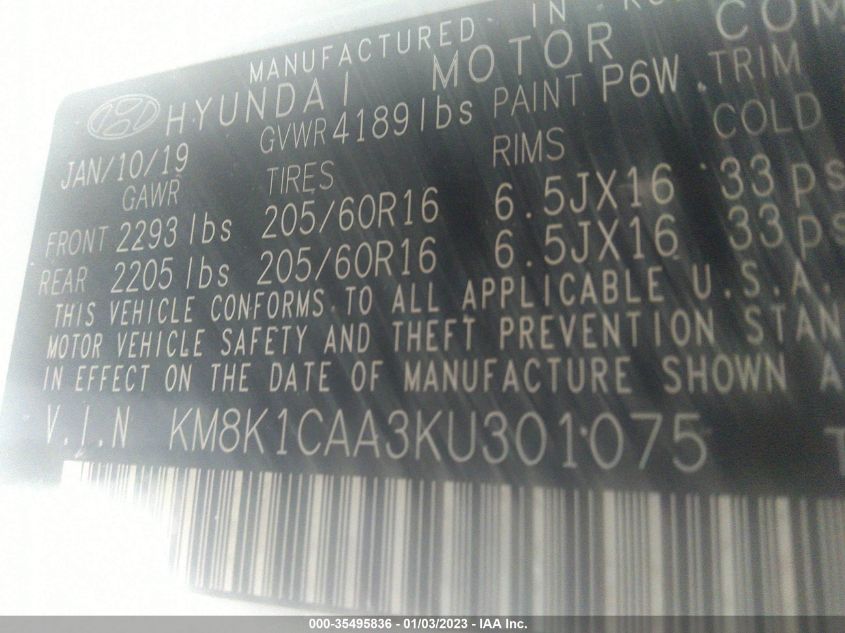 MANUFACTURED IN
HYUNDAI MOTOR COM
JAN/10/19 GVWR 4189 lbs PAINT P6W TRIM
GAWR TIRES RIMS COLD
FRONT 2293 lbs 205/60R16 6.5JX16 33 ps
REAR 2205 lbs 205/60R16 6.5JX16 33 ps
THIS VEHICLE CONFORMS TO ALL APPLICABLE U.S.A.
MOTOR VEHICLE SAFETY AND THEFT PREVENTION STAN
IN EFFECT ON THE DATE OF MANUFACTURE SHOWN A
V.I.N KM8K1CAA3KU301075 T
000-35495836 - 01/03/2023 - IAA Inc.